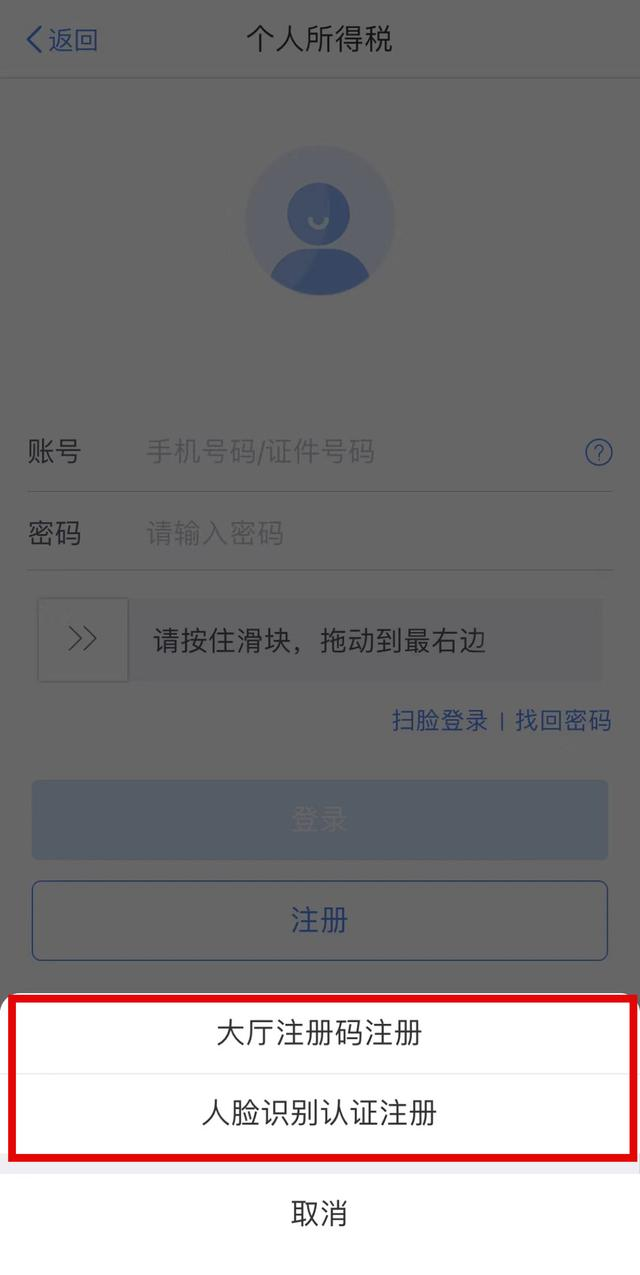 返回 个人所得税
账号 手机号码/证件号码 ?
密码 请输入密码
请按住滑块，拖动到最右边
扫脸登录 | 找回密码
登录
注册
大厅注册码注册
人脸识别认证注册
取消